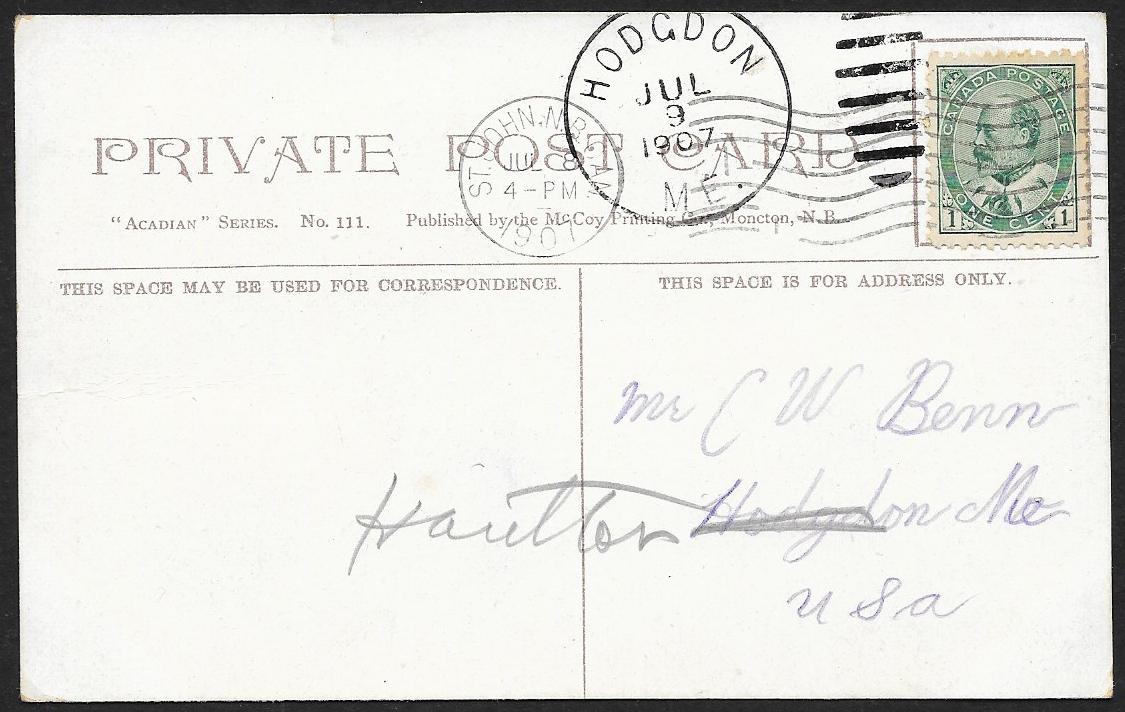 PRIVATE POST CARD
"ACADIAN" SERIES. No. 111. Published by the McCoy Printing Co., Moncton, N.B.
ST. JOHN, N.B. CAN.
JUL 8
4-PM
1907
HODGDON
JUL
9
1907
ME.
CANADA POSTAGE
ONE CENT
1 1
THIS SPACE MAY BE USED FOR CORRESPONDENCE.
THIS SPACE IS FOR ADDRESS ONLY.
Mr C W Benn
Hodgdon Me
U S a